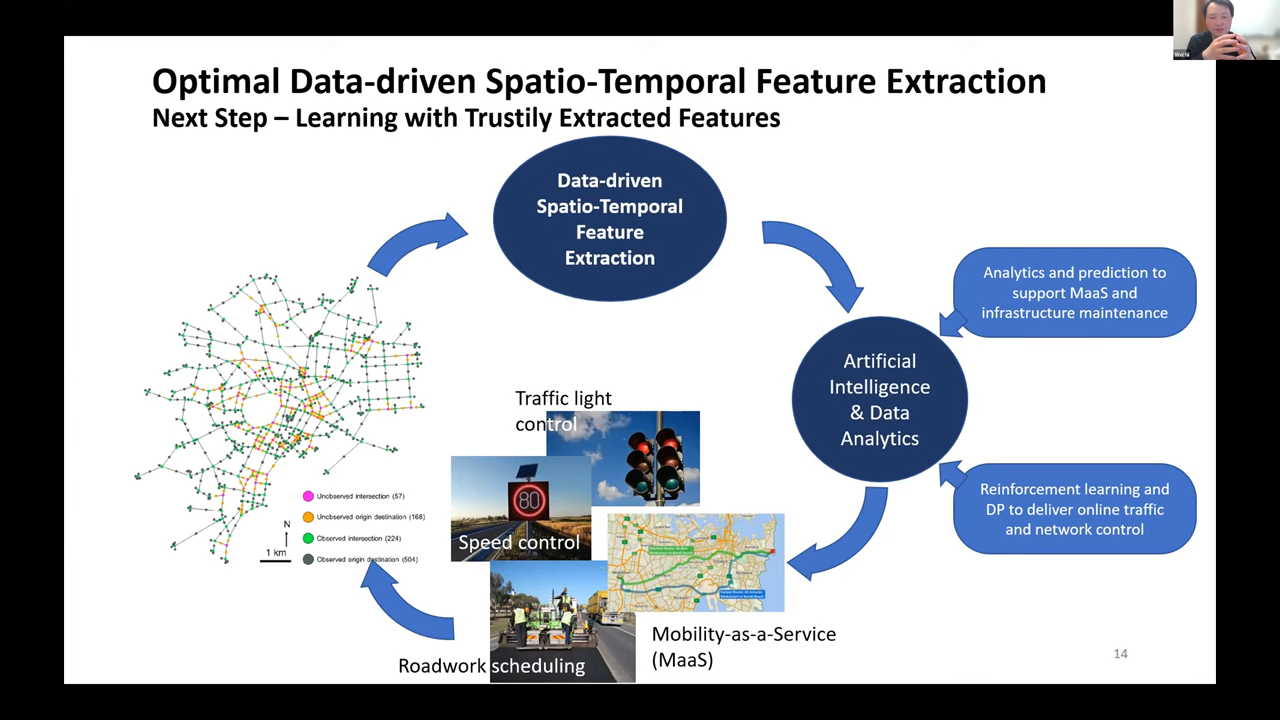 Wei Ni
Optimal Data-driven Spatio-Temporal Feature Extraction
Next Step – Learning with Trustily Extracted Features
Data-driven
Spatio-Temporal
Feature
Extraction
Analytics and prediction to
support MaaS and
infrastructure maintenance
Artificial
Intelligence
& Data
Analytics
Reinforcement learning and
DP to deliver online traffic
and network control
Traffic light
control
80
Speed control
Unobserved intersection (57)
Unobserved origin destination (168)
Observed intersection (224)
Observed origin destination (504)
N
1 km
Mobility-as-a-Service
(MaaS)
Roadwork scheduling
14